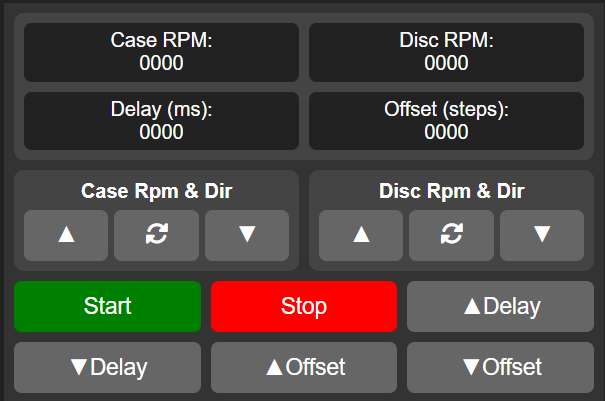 Case RPM:
0000
Disc RPM:
0000
Delay (ms):
0000
Offset (steps):
0000
Case Rpm & Dir
▲ ▼
Disc Rpm & Dir
▲ ▼
Start
Stop
▲Delay
▼Delay
▲Offset
▼Offset